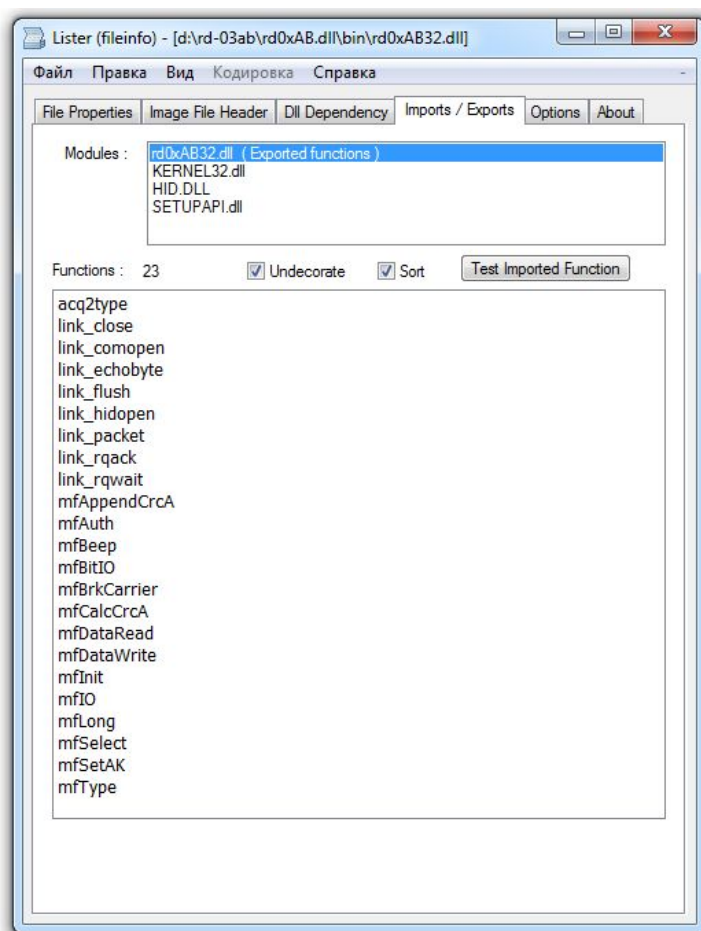 Lister (fileinfo) - [d:\rd-03ab\rd0xAB.dll\bin\rd0xAB32.dll]
Файл Правка Вид Кодировка Справка -
File Properties Image File Header Dll Dependency Imports / Exports Options About
Modules : rd0xAB32.dll ( Exported functions )
KERNEL32.dll
HID.DLL
SETUPAPI.dll
Functions : 23 Undecorate Sort Test Imported Function
acq2type
link_close
link_comopen
link_echobyte
link_flush
link_hidopen
link_packet
link_rqack
link_rqwait
mfAppendCrcA
mfAuth
mfBeep
mfBitIO
mfBrkCarrier
mfCalcCrcA
mfDataRead
mfDataWrite
mfInit
mfIO
mfLong
mfSelect
mfSetAK
mfType